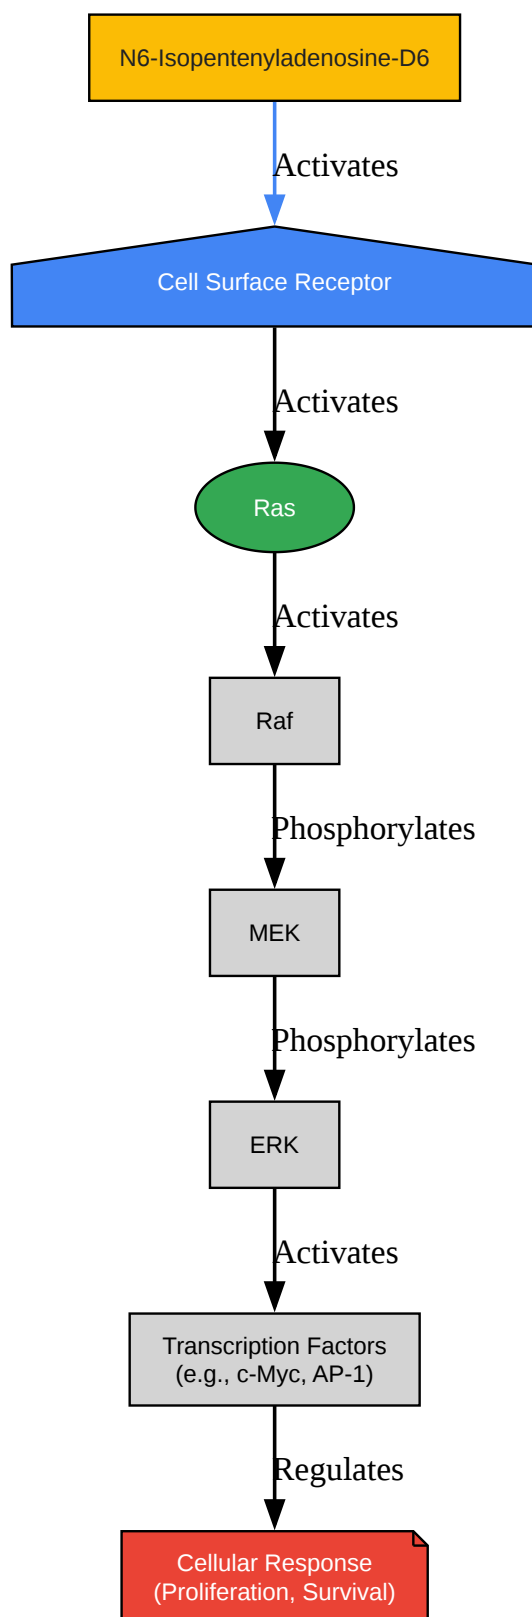 N6-Isopentenyladenosine-D6
Activates
Cell Surface Receptor
Activates
Ras
Activates
Raf
Phosphorylates
MEK
Phosphorylates
ERK
Activates
Transcription Factors
(e.g., c-Myc, AP-1)
Regulates
Cellular Response
(Proliferation, Survival)